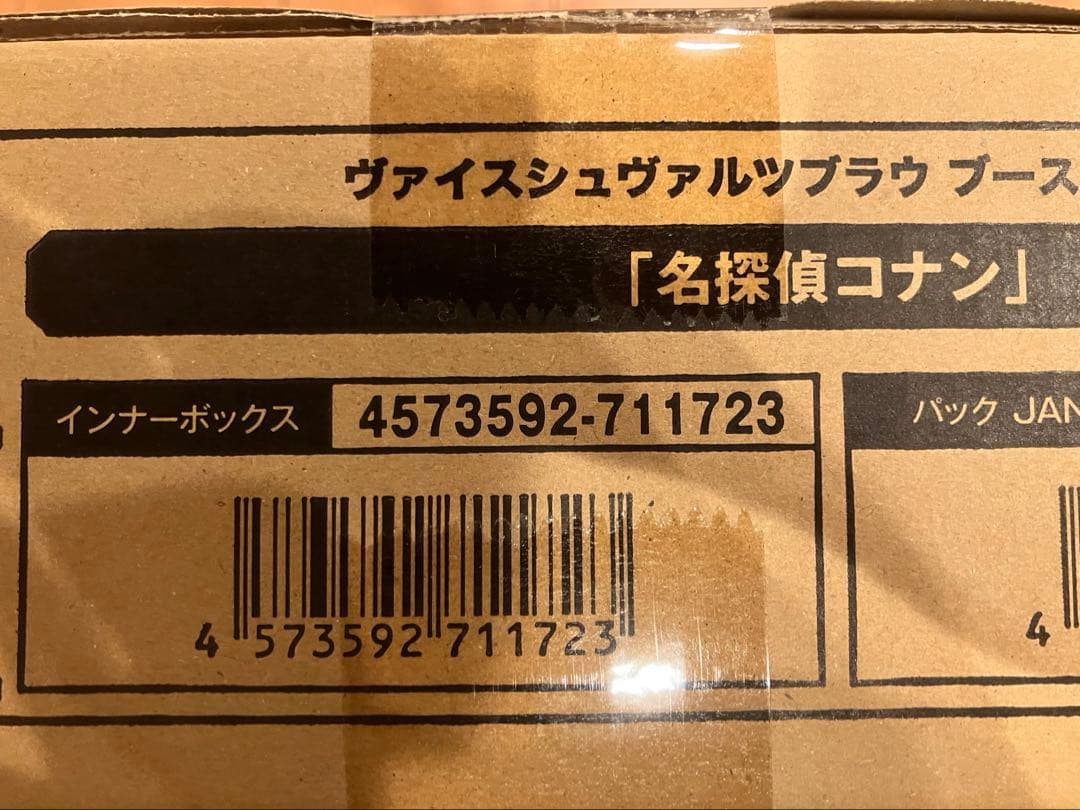 ヴァイスシュヴァルツブラウ ブース
「名探偵コナン」
インナーボックス 4573592-711723
パック JAN
4 573592 711723
4